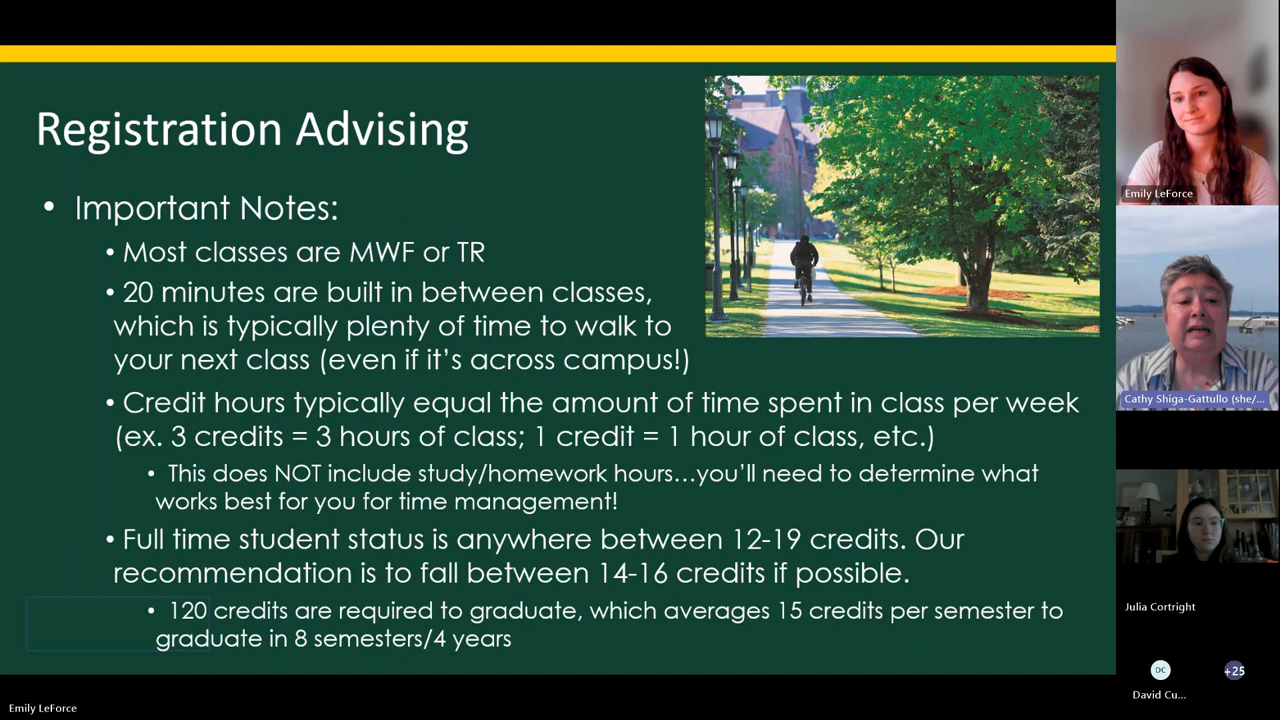 Registration Advising
• Important Notes:
• Most classes are MWF or TR
• 20 minutes are built in between classes,
which is typically plenty of time to walk to
your next class (even if it's across campus!)
• Credit hours typically equal the amount of time spent in class per week
(ex. 3 credits = 3 hours of class; 1 credit = 1 hour of class, etc.)
• This does NOT include study/homework hours...you'll need to determine what
works best for you for time management!
• Full time student status is anywhere between 12-19 credits. Our
recommendation is to fall between 14-16 credits if possible.
• 120 credits are required to graduate, which averages 15 credits per semester to
graduate in 8 semesters/4 years
Emily LeForce
Emily LeForce
Cathy Shiga-Gattullo (she/...
Julia Cortright
DC
+25
David Cu...